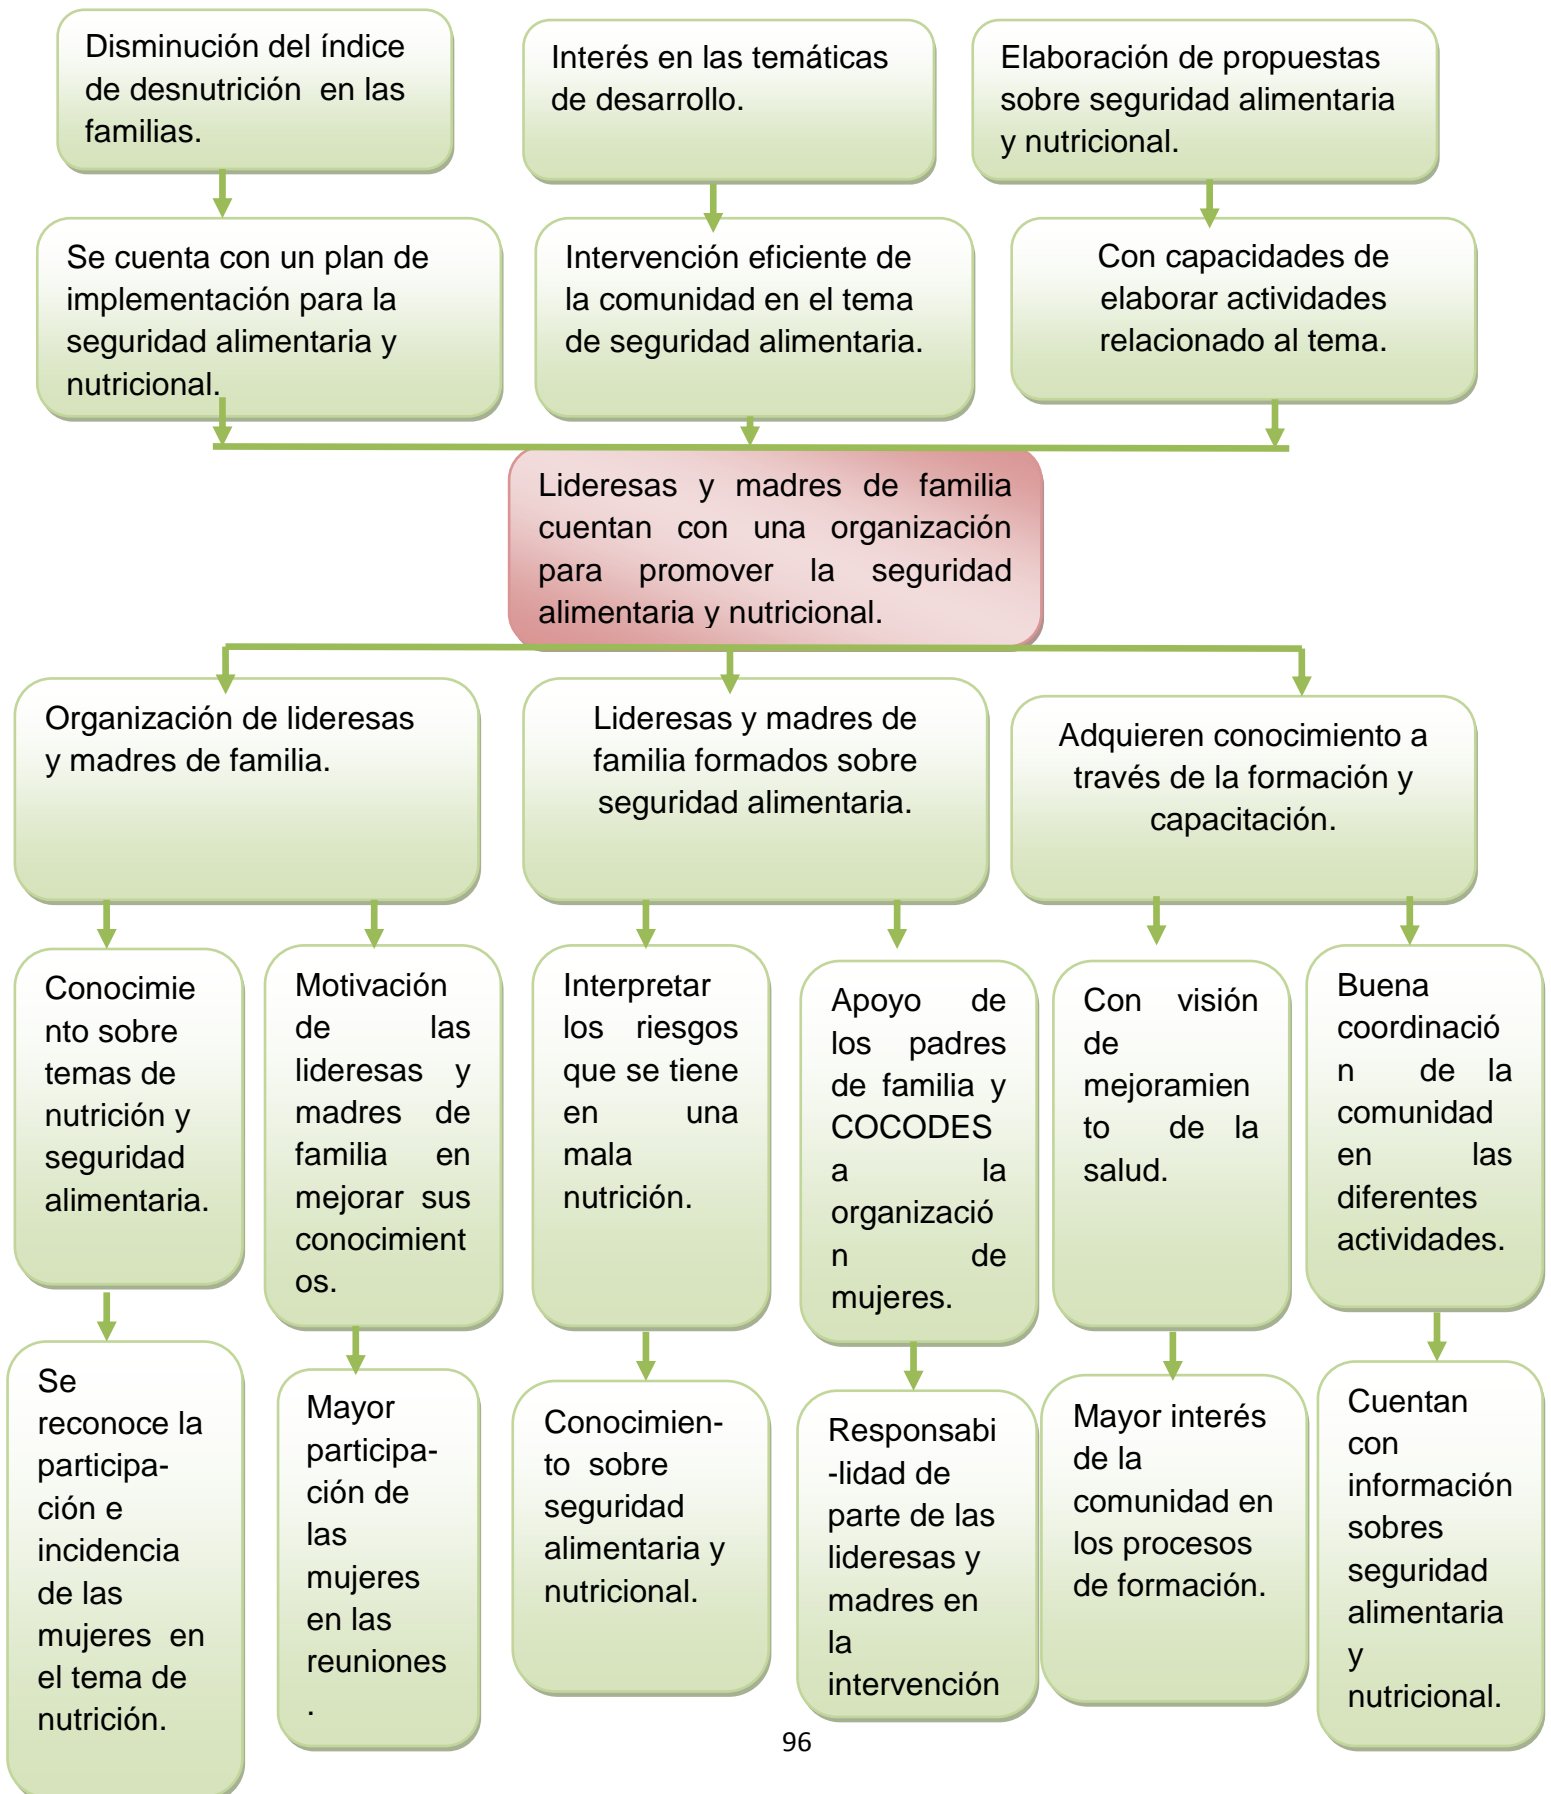 Disminución del índice
de desnutrición  en las
familias.
Interés en las temáticas
de desarrollo.
Elaboración de propuestas
sobre seguridad alimentaria
y nutricional.
Se cuenta con un plan de
implementación para la
seguridad alimentaria y
nutricional.
Intervención eficiente de
la comunidad en el tema
de seguridad alimentaria.
Con capacidades de
elaborar actividades
relacionado al tema.
Lideresas y madres de familia
cuentan con una organización
para promover la seguridad
alimentaria y nutricional.
Organización de lideresas
y madres de familia.
Lideresas y madres de
familia formados sobre
seguridad alimentaria.
Adquieren conocimiento a
través de la formación y
capacitación.
Conocimie
nto sobre
temas de
nutrición y
seguridad
alimentaria.
Motivación
de las
lideresas y
madres de
familia en
mejorar sus
conocimient
os.
Interpretar
los riesgos
que se tiene
en una
mala
nutrición.
Apoyo de
los padres
de familia y
COCODES
a la
organizació
n de
mujeres.
Con visión
de
mejoramien
to de la
salud.
Buena
coordinació
n de la
comunidad
en las
diferentes
actividades.
Se
reconoce la
participa-
ción e
incidencia
de las
mujeres  en
el tema de
nutrición.
Mayor
participa-
ción de
las
mujeres
en las
reuniones
.
Conocimien-
to  sobre
seguridad
alimentaria y
nutricional.
Responsabi
-lidad de
parte de las
lideresas y
madres en
la
intervención
Mayor interés
de la
comunidad en
los procesos
de formación.
Cuentan
con
información
sobres
seguridad
alimentaria
y
nutricional.
96